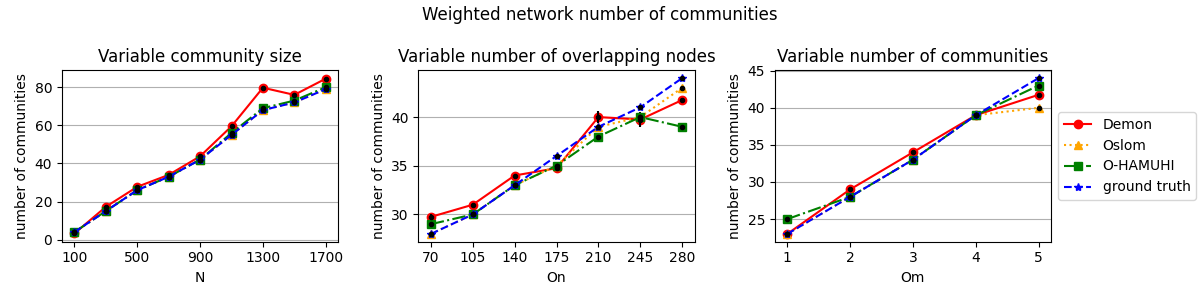 Weighted network number of communities
Variable community size
number of communities
80
60
40
20
0
100 500 900 1300 1700
N
Variable number of overlapping nodes
number of communities
40
35
30
70 105 140 175 210 245 280
On
Variable number of communities
number of communities
45
40
35
30
25
1 2 3 4 5
Om
Demon
Oslom
O-HAMUHI
ground truth